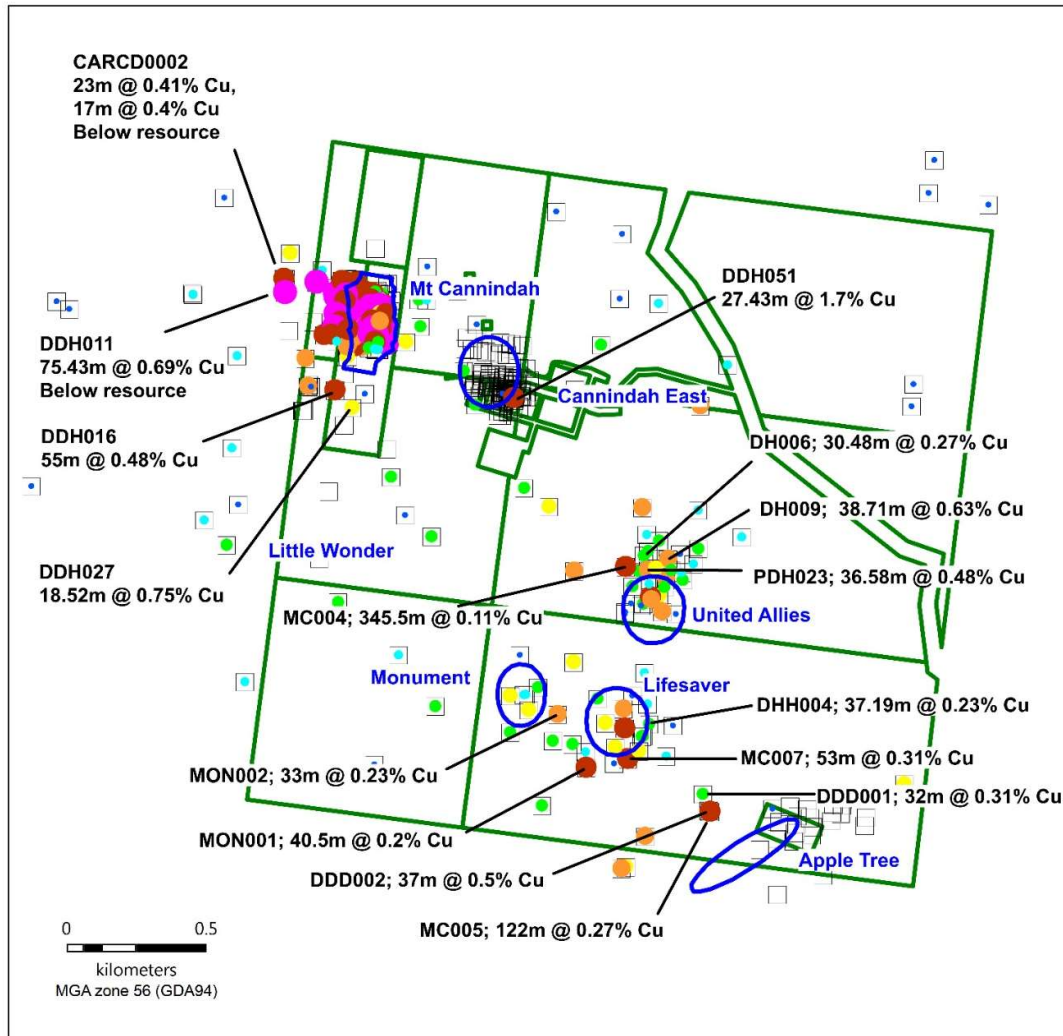 CARCD0002
23m @ 0.41% Cu,
17m @ 0.4% Cu
Below resource
Mt Cannindah
DDH051
27.43m @ 1.7% Cu
DDH011
75.43m @ 0.69% Cu
Below resource
Cannindah East
DDH016
55m @ 0.48% Cu
DH006; 30.48m @ 0.27% Cu
DH009; 38.71m @ 0.63% Cu
Little Wonder
PDH023; 36.58m @ 0.48% Cu
DDH027
18.52m @ 0.75% Cu
MC004; 345.5m @ 0.11% Cu
United Allies
Monument
Lifesaver
DHH004; 37.19m @ 0.23% Cu
MC007; 53m @ 0.31% Cu
MON002; 33m @ 0.23% Cu
DDD001; 32m @ 0.31% Cu
MON001; 40.5m @ 0.2% Cu
Apple Tree
DDD002; 37m @ 0.5% Cu
MC005; 122m @ 0.27% Cu
0 0.5
kilometers
MGA zone 56 (GDA94)